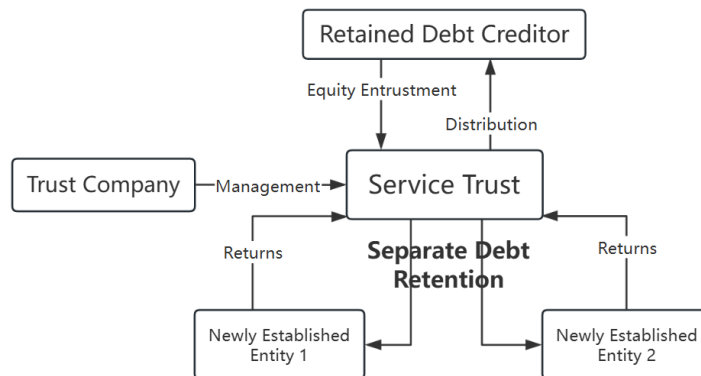 Retained Debt Creditor
Equity Entrustment
Distribution
Trust Company
Management
Service Trust
Returns
Separate Debt
Retention
Returns
Newly Established
Entity 1
Newly Established
Entity 2